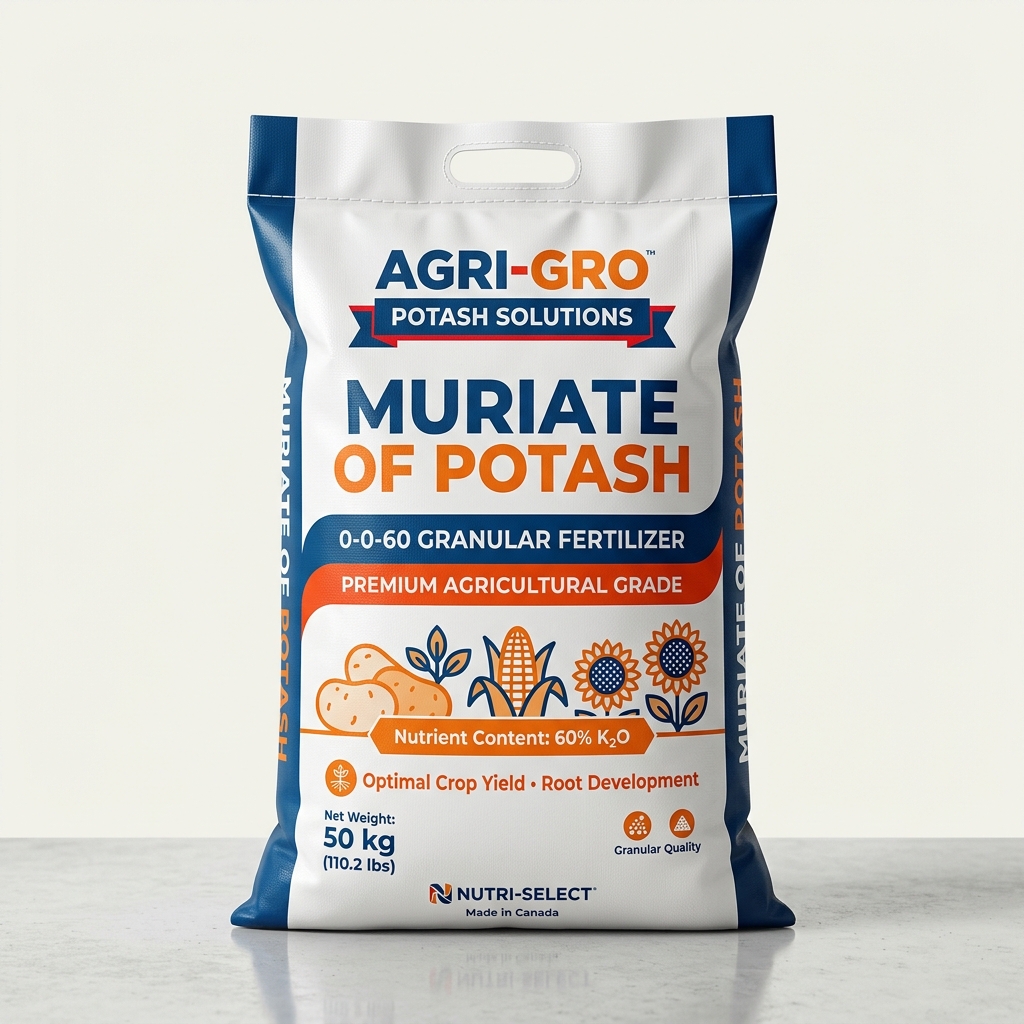 AGRI-GRO™
POTASH SOLUTIONS
MURIATE
OF POTASH
0-0-60 GRANULAR FERTILIZER
PREMIUM AGRICULTURAL GRADE
Nutrient Content: 60% K₂O
Optimal Crop Yield • Root Development
Net Weight:
50 kg
(110.2 lbs)
Granular Quality
NUTRI-SELECT
Made in Canada
MURIATE OF POTASH
MURIATE OF POTASH